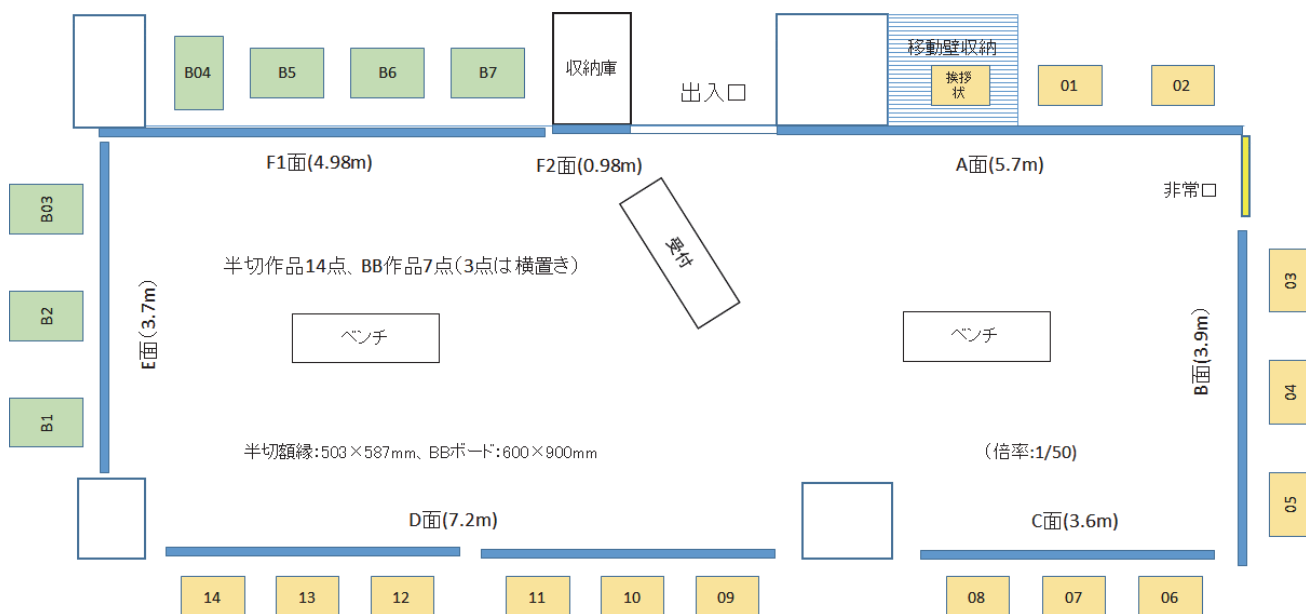 B04
B5
B6
B7
収納庫
出入口
移動壁収納
挨拶
状
01
02
F1面(4.98m)
F2面(0.98m)
A面(5.7m)
非常口
B03
B2
B1
E面(3.7m)
半切作品14点、BB作品7点(3点は横置き)
受付
ベンチ
ベンチ
B面(3.9m)
03
04
05
半切額縁:503×587mm、BBボード:600×900mm
(倍率:1/50)
D面(7.2m)
C面(3.6m)
14
13
12
11
10
09
08
07
06